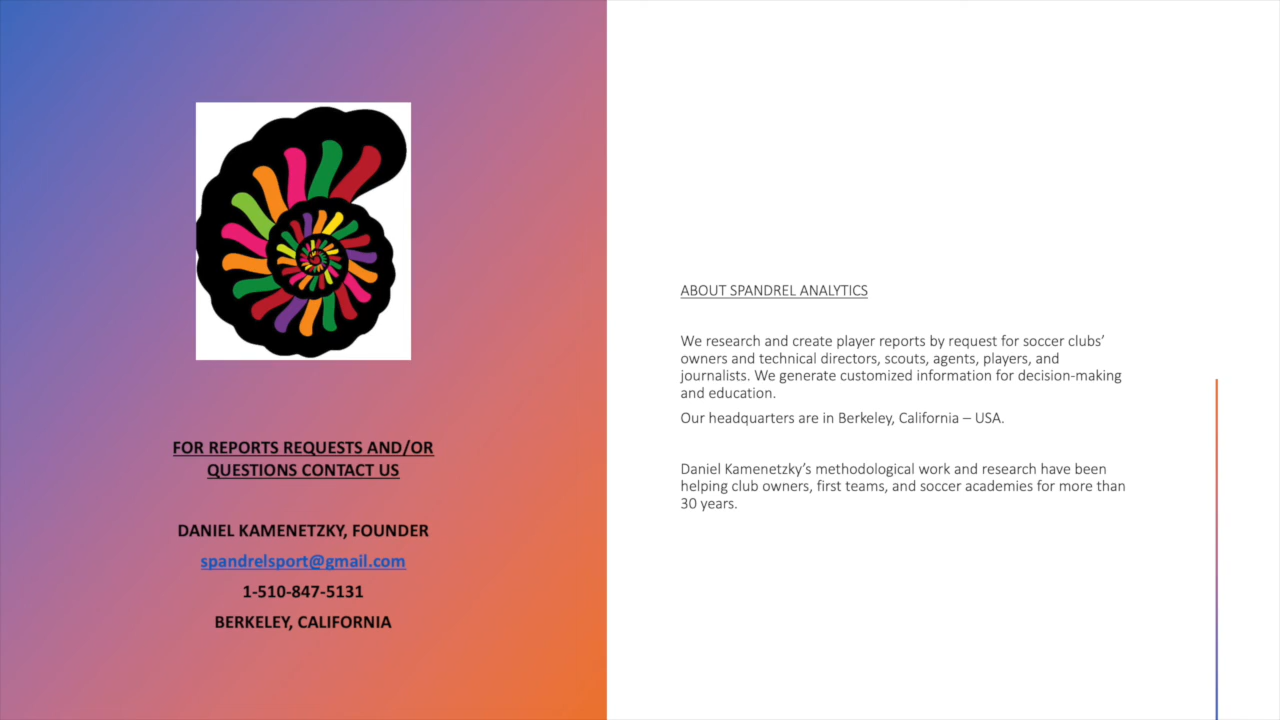 FOR REPORTS REQUESTS AND/OR
QUESTIONS CONTACT US
DANIEL KAMENETZKY, FOUNDER
spandrelsport@gmail.com
1-510-847-5131
BERKELEY, CALIFORNIA
ABOUT SPANDREL ANALYTICS
We research and create player reports by request for soccer clubs’
owners and technical directors, scouts, agents, players, and
journalists. We generate customized information for decision-making
and education.
Our headquarters are in Berkeley, California – USA.
Daniel Kamenetzky’s methodological work and research have been
helping club owners, first teams, and soccer academies for more than
30 years.